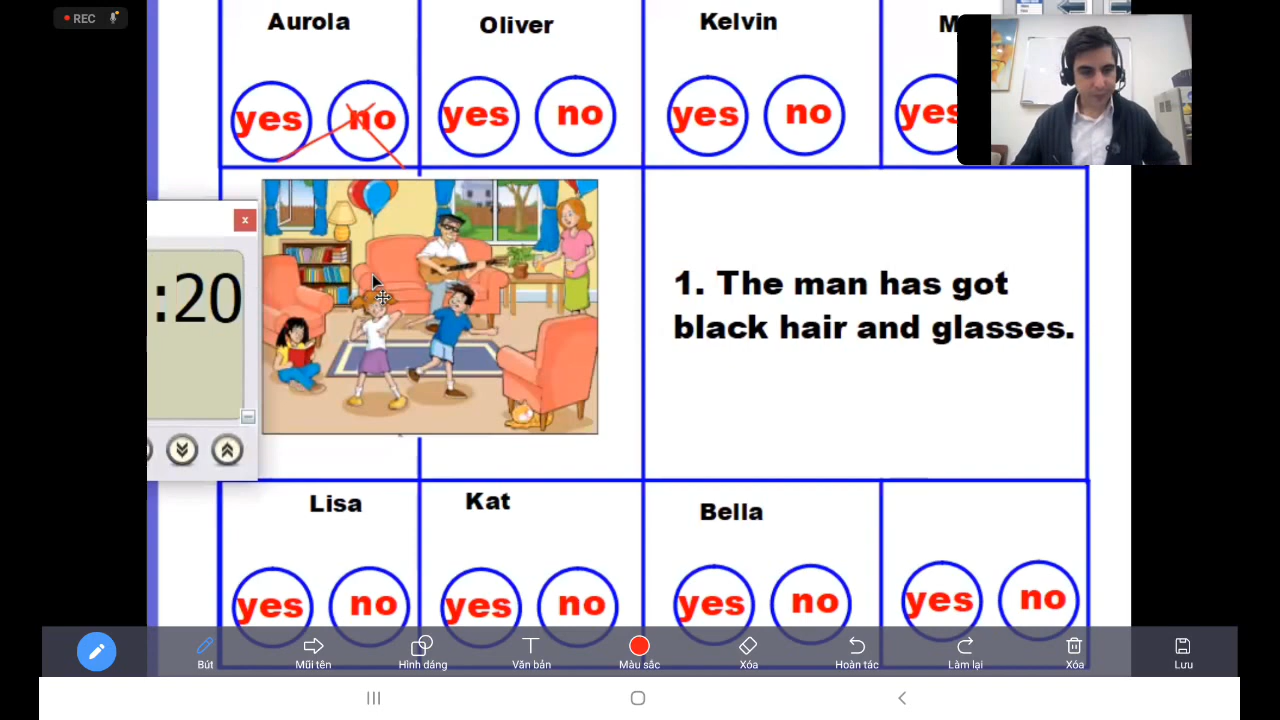 REC
Aurola
Oliver
Kelvin
M
yes no
yes no
yes no
yes
x
:20
1. The man has got
black hair and glasses.
Lisa
Kat
Bella
yes no
yes no
yes no
yes no
Bút
Mũi tên
Hình dáng
Văn bản
Màu sắc
Xóa
Hoàn tác
Làm lại
Xóa
Lưu